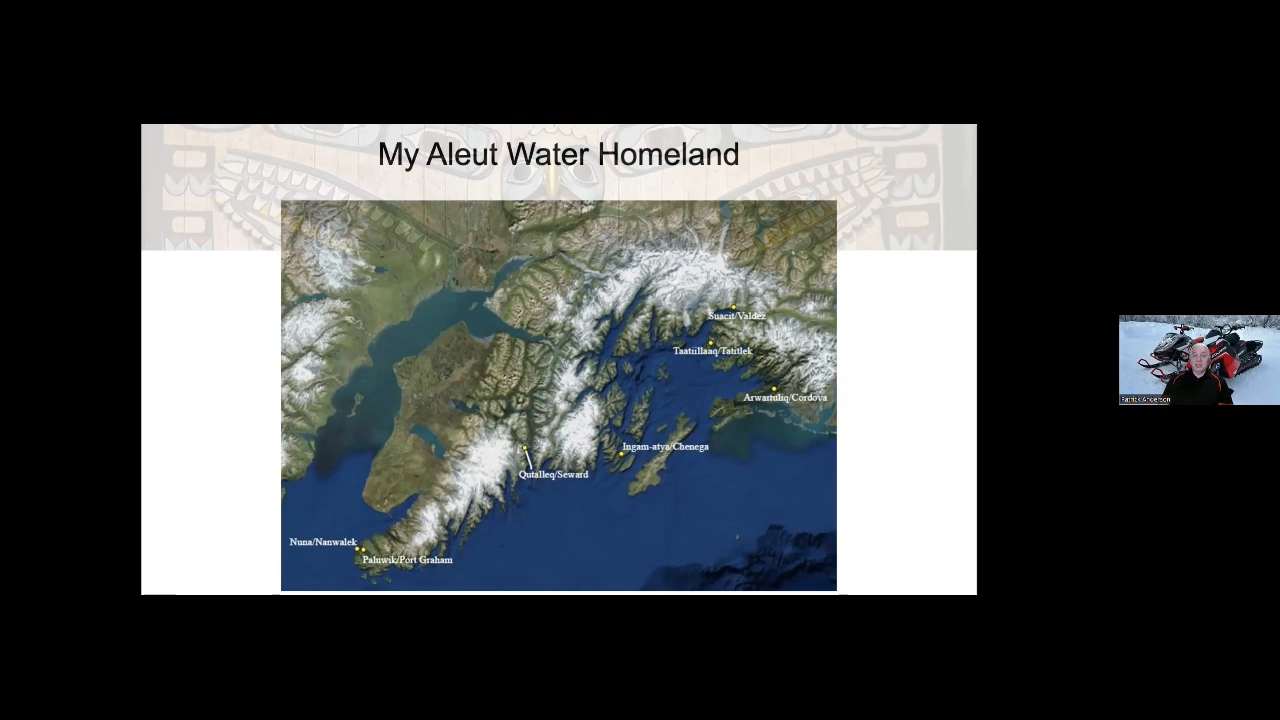 My Aleut Water Homeland
Suacit/Valdez
Taatiillaaq/Tatitlek
Arwartuliq/Cordova
Ingam-atya/Chenega
Qutalleq/Seward
Nuna/Nanwalek
Paluwik/Port Graham
Patrick Anderson